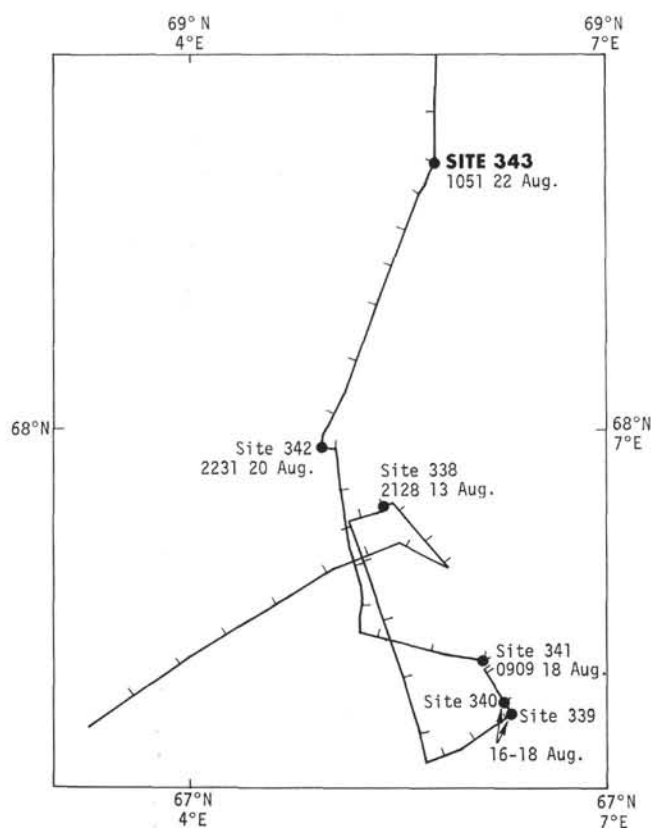 69°N
4°E
69°N
7°E
SITE 343
1051 22 Aug.
68°N
68°N
7°E
Site 342
2231 20 Aug.
Site 338
2128 13 Aug.
Site 341
0909 18 Aug.
Site 340
Site 339
16-18 Aug.
67°N
4°E
67°N
7°E